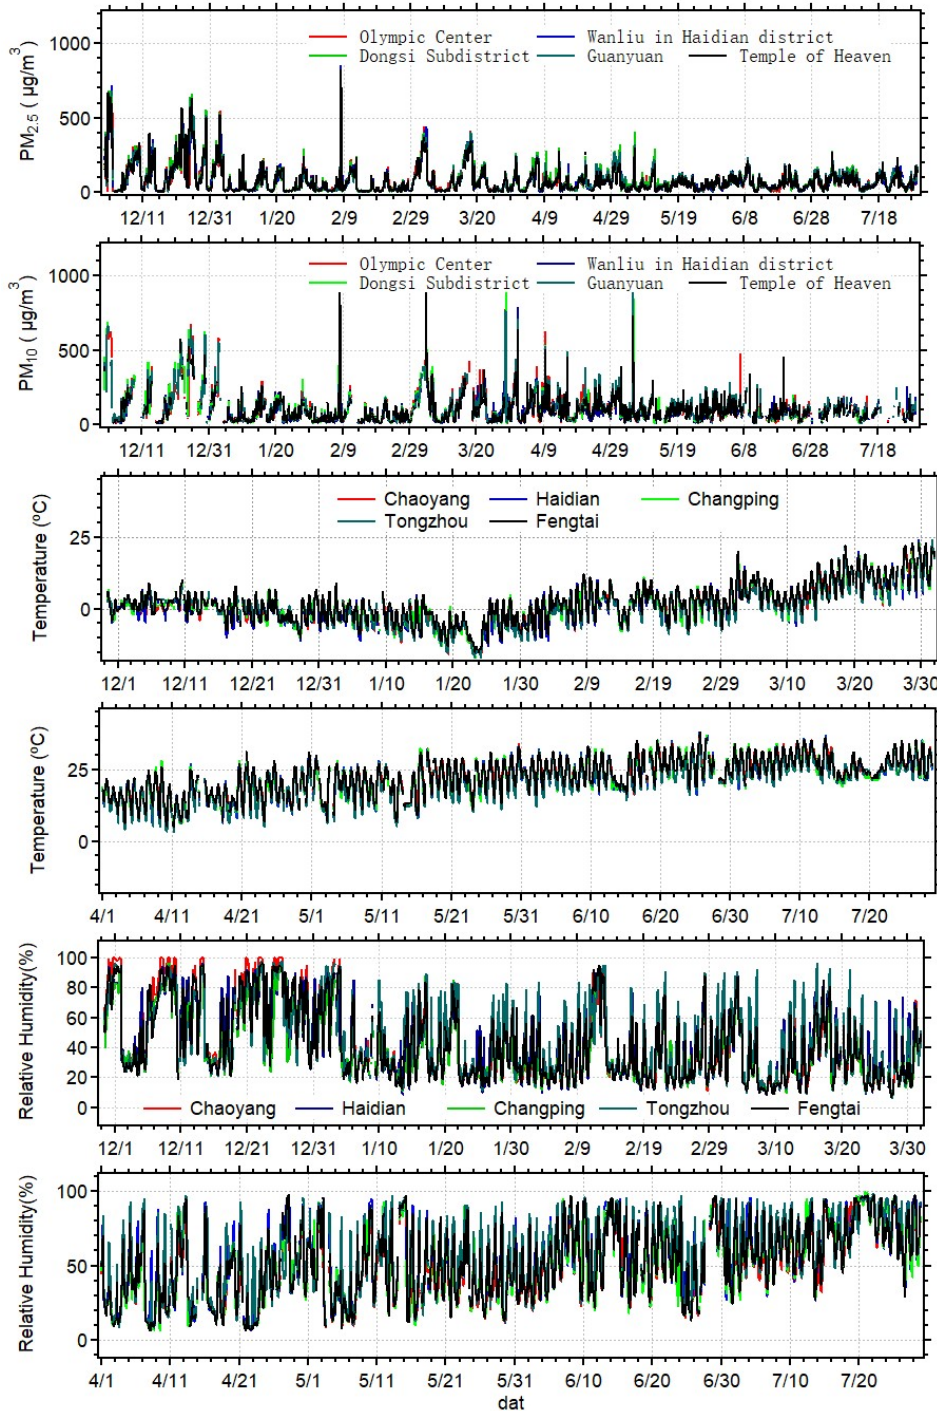 PM2.5 ( μg/m3 )
1000
500
0
Olympic Center
Wanliu in Haidian district
Dongsi Subdistrict
Guanyuan
Temple of Heaven
12/11 12/31 1/20 2/9 2/29 3/20 4/9 4/29 5/19 6/8 6/28 7/18
PM10 ( μg/m3 )
1000
500
0
Olympic Center
Wanliu in Haidian district
Dongsi Subdistrict
Guanyuan
Temple of Heaven
12/11 12/31 1/20 2/9 2/29 3/20 4/9 4/29 5/19 6/8 6/28 7/18
Temperature (ºC)
25
0
Chaoyang Haidian Changping
Tongzhou Fengtai
12/1 12/11 12/21 12/31 1/10 1/20 1/30 2/9 2/19 2/29 3/10 3/20 3/30
Temperature (ºC)
25
0
4/1 4/11 4/21 5/1 5/11 5/21 5/31 6/10 6/20 6/30 7/10 7/20
Relative Humidity(%)
100
80
60
40
20
0
Chaoyang Haidian Changping Tongzhou Fengtai
12/1 12/11 12/21 12/31 1/10 1/20 1/30 2/9 2/19 2/29 3/10 3/20 3/30
Relative Humidity(%)
100
50
0
4/1 4/11 4/21 5/1 5/11 5/21 5/31 6/10 6/20 6/30 7/10 7/20
dat